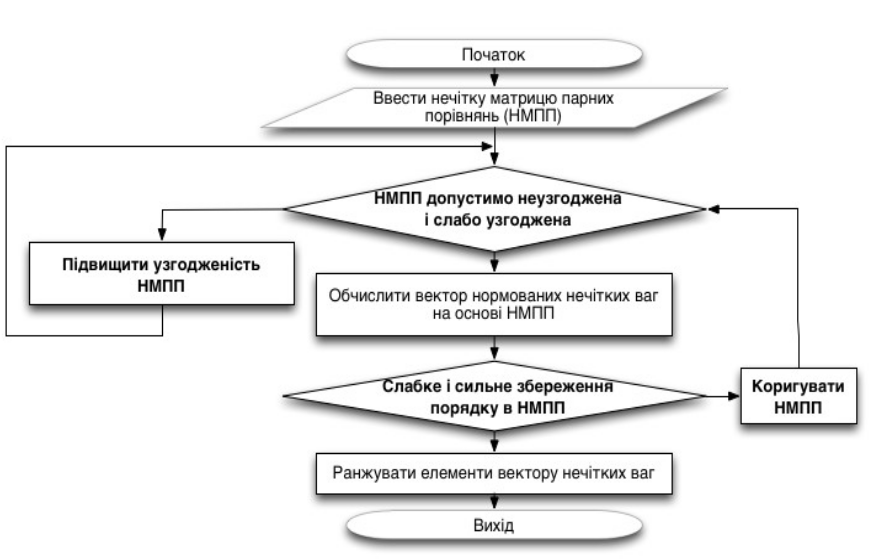 Початок
Ввести нечітку матрицю парних
порівнянь (НМПП)
НМПП допустимо неузгоджена
і слабо узгоджена
Підвищити узгодженість
НМПП
Обчислити вектор нормованих нечітких ваг
на основі НМПП
Слабке і сильне збереження
порядку в НМПП
Коригувати
НМПП
Ранжувати елементи вектору нечітких ваг
Вихід